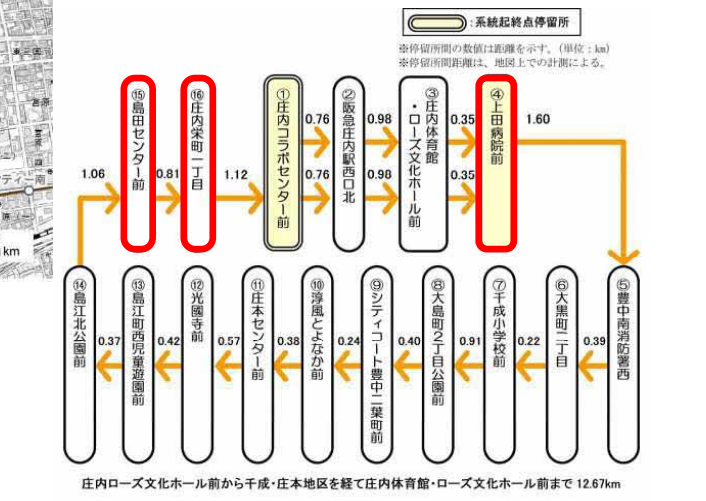 ：系統起終点停留所
※停留所間の数値は距離を示す。（単位：km）
※停留所間距離は、地図上での計測による。
⑮島田センター前
⑯庄内栄町一丁目
①庄内コラボセンター前
②阪急庄内駅西口北
③庄内体育館
・ローズ文化ホール前
④上田病院前
1.06
0.81
1.12
0.76
0.98
0.35
1.60
0.76
0.98
0.35
⑭島江北公園前
⑬島江町西児童遊園前
⑫光國寺前
⑪庄本センター前
⑩淳風とよなか前
⑨シティコート豊中二葉町前
⑧大島町2丁目公園前
⑦千成小学校前
⑥大黒町二丁目
⑤豊中南消防署西
0.37
0.42
0.57
0.38
0.24
0.40
0.91
0.22
0.39
庄内ローズ文化ホール前から千成・庄本地区を経て庄内体育館・ローズ文化ホール前まで 12.67km
km